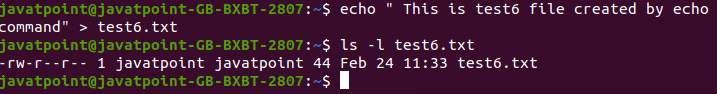 javatpoint@javatpoint-GB-BXBT-2807:~$ echo " This is test6 file created by echo
command" > test6.txt
javatpoint@javatpoint-GB-BXBT-2807:~$ ls -l test6.txt
-rw-r--r-- 1 javatpoint javatpoint 44 Feb 24 11:33 test6.txt
javatpoint@javatpoint-GB-BXBT-2807:~$